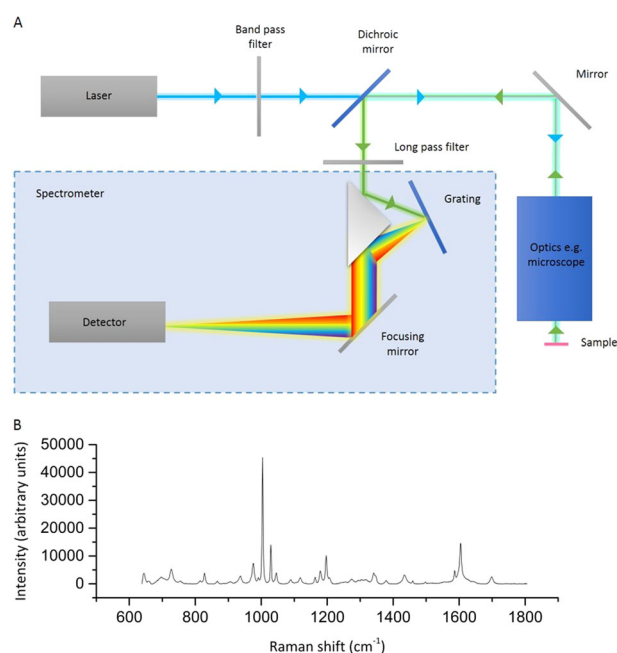 A
Band pass
filter
Dichroic
mirror
Mirror
Laser
Long pass filter
Spectrometer
Grating
Optics e.g.
microscope
Detector
Focusing
mirror
Sample
B
Intensity (arbitrary units)
50000
40000
30000
20000
10000
0
600
800
1000
1200
1400
1600
1800
Raman shift (cm⁻¹)